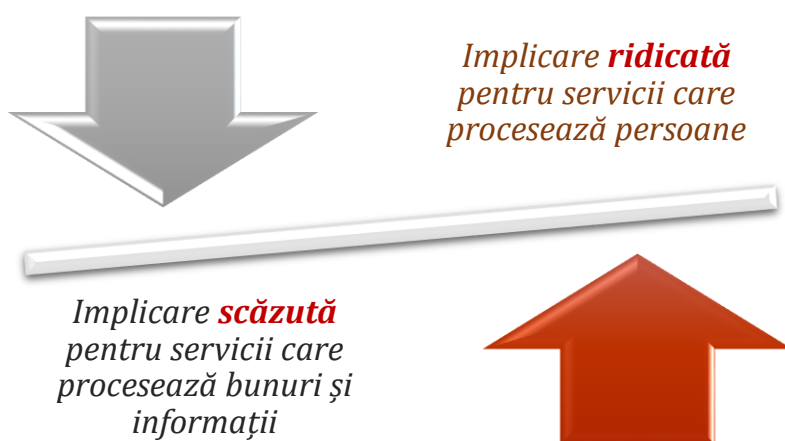 Implicare ridicată
pentru servicii care
procesează persoane
Implicare scăzută
pentru servicii care
procesează bunuri și
informații